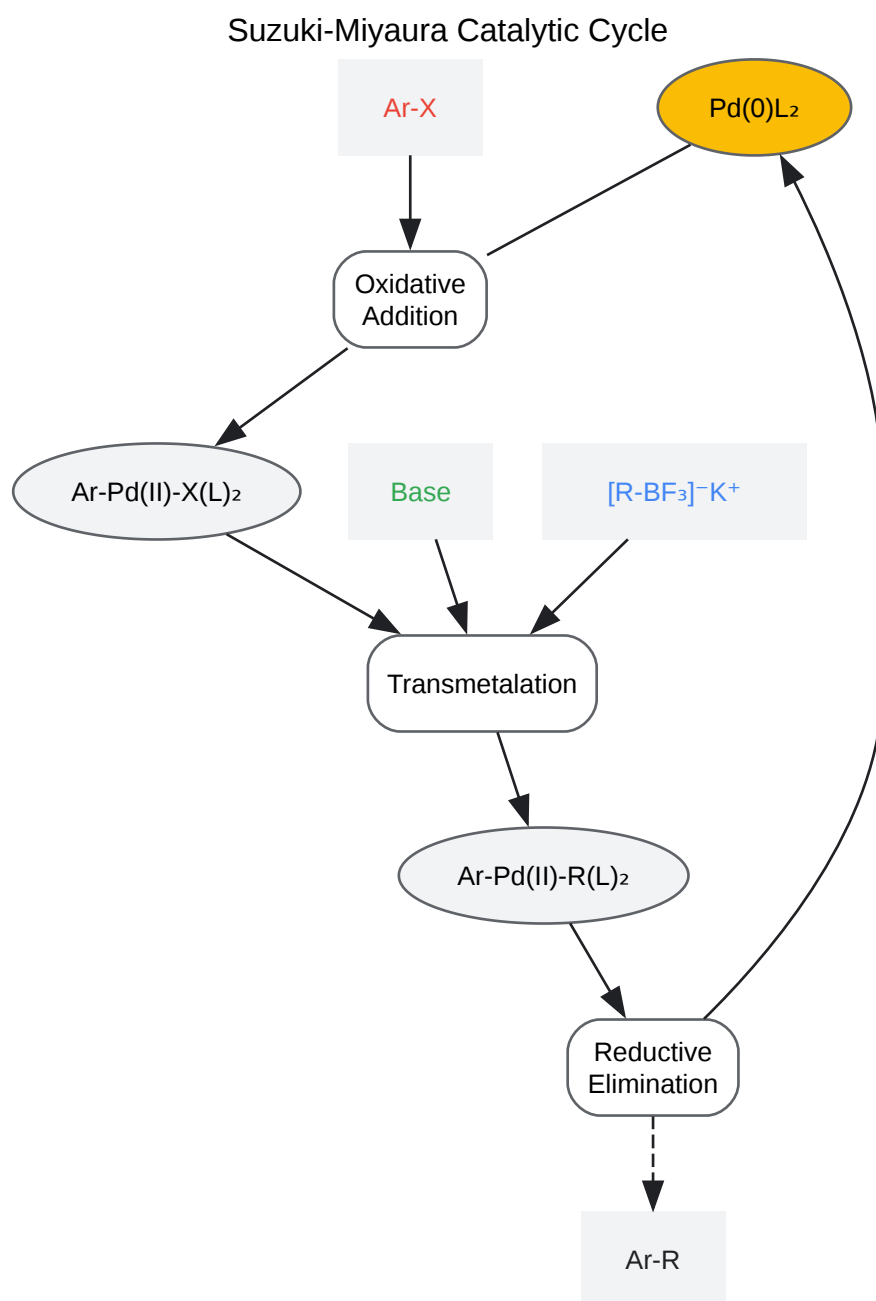 Suzuki-Miyaura Catalytic Cycle
Ar-X
Pd(0)L₂
Oxidative
Addition
Ar-Pd(II)-X(L)₂
Base
[R-BF₃]⁻K⁺
Transmetalation
Ar-Pd(II)-R(L)₂
Reductive
Elimination
Ar-R